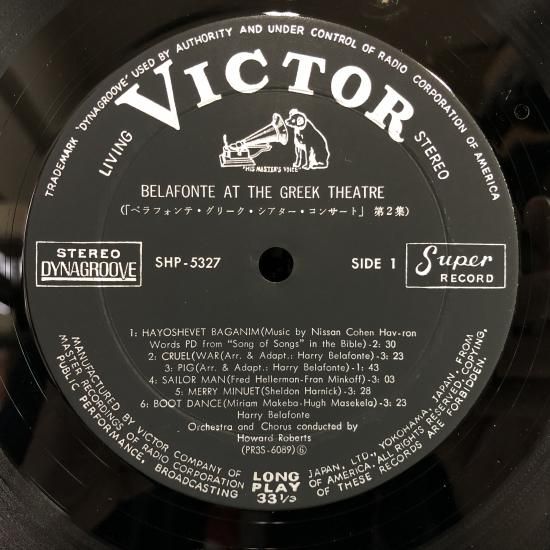 TRADEMARK 'DYNAGROOVE' USED BY AUTHORITY AND UNDER CONTROL OF RADIO CORPORATION OF AMERICA
LIVING
VICTOR
STEREO
"HIS MASTER'S VOICE"
BELAFONTE AT THE GREEK THEATRE
(「ベラフォンテ・グリーク・シアター・コンサート」 第2集)
STEREO
DYNAGROOVE
SHP-5327
SIDE 1
Super
RECORD
1: HAYOSHEVET BAGANIM(Music by Nissan Cohen Hav-ron
Words PD from "Song of Songs" in the Bible)-2: 30
2: CRUEL(WAR(Arr. & Adapt.: Harry Belafonte)-3: 23
3: PIG(Arr. & Adapt.: Harry Belafonte)-1: 43
4: SAILOR MAN(Fred Hellerman-Fran Minkoff)-3: 03
5: MERRY MINUET(Sheldon Harnick)-3: 28
6: BOOT DANCE(Miriam Makeba-Hugh Masekela)-3: 23
Harry Belafonte
Orchestra and Chorus conducted by
Howard Roberts
(PR3S-6089)⑥
LONG
PLAY
33⅓
MANUFACTURED BY VICTOR COMPANY OF JAPAN, LTD., YOKOHAMA, JAPAN, FROM
MASTER RECORDINGS OF RADIO CORPORATION OF AMERICA. ALL RIGHTS RESERVED. COPYING,
PUBLIC PERFORMANCE, BROADCASTING OF THESE RECORDS ARE FORBIDDEN.